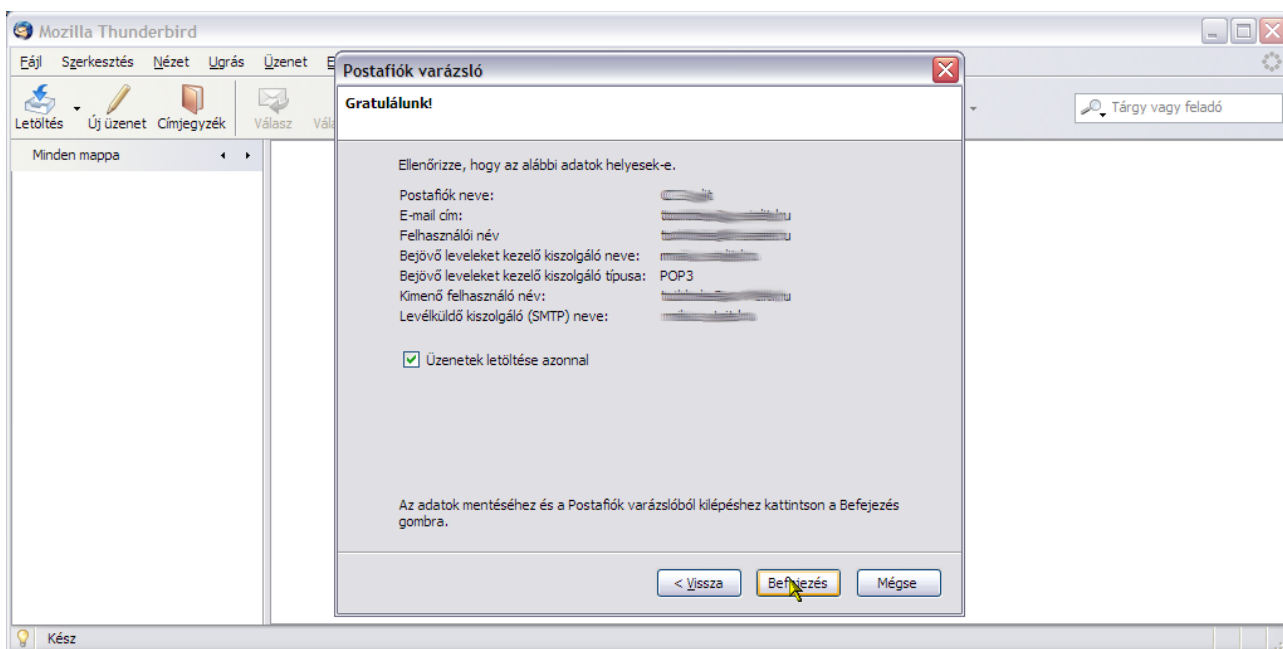 Mozilla Thunderbird
Fájl Szerkesztés Nézet Ugrás Üzenet E
Letöltés Új üzenet Címjegyzék Válasz Vála
Tárgy vagy feladó
Minden mappa
Postafiók varázsló
Gratulálunk!
Ellenőrizze, hogy az alábbi adatok helyesek-e.
Postafiók neve:
E-mail cím:
Felhasználói név
Bejövő leveleket kezelő kiszolgáló neve:
Bejövő leveleket kezelő kiszolgáló típusa: POP3
Kimenő felhasználó név:
Levélküldő kiszolgáló (SMTP) neve:
Üzenetek letöltése azonnal
Az adatok mentéséhez és a Postafiók varázslóból kilépéshez kattintson a Befejezés
gombra.
< Vissza Befejezés Mégse
Kész